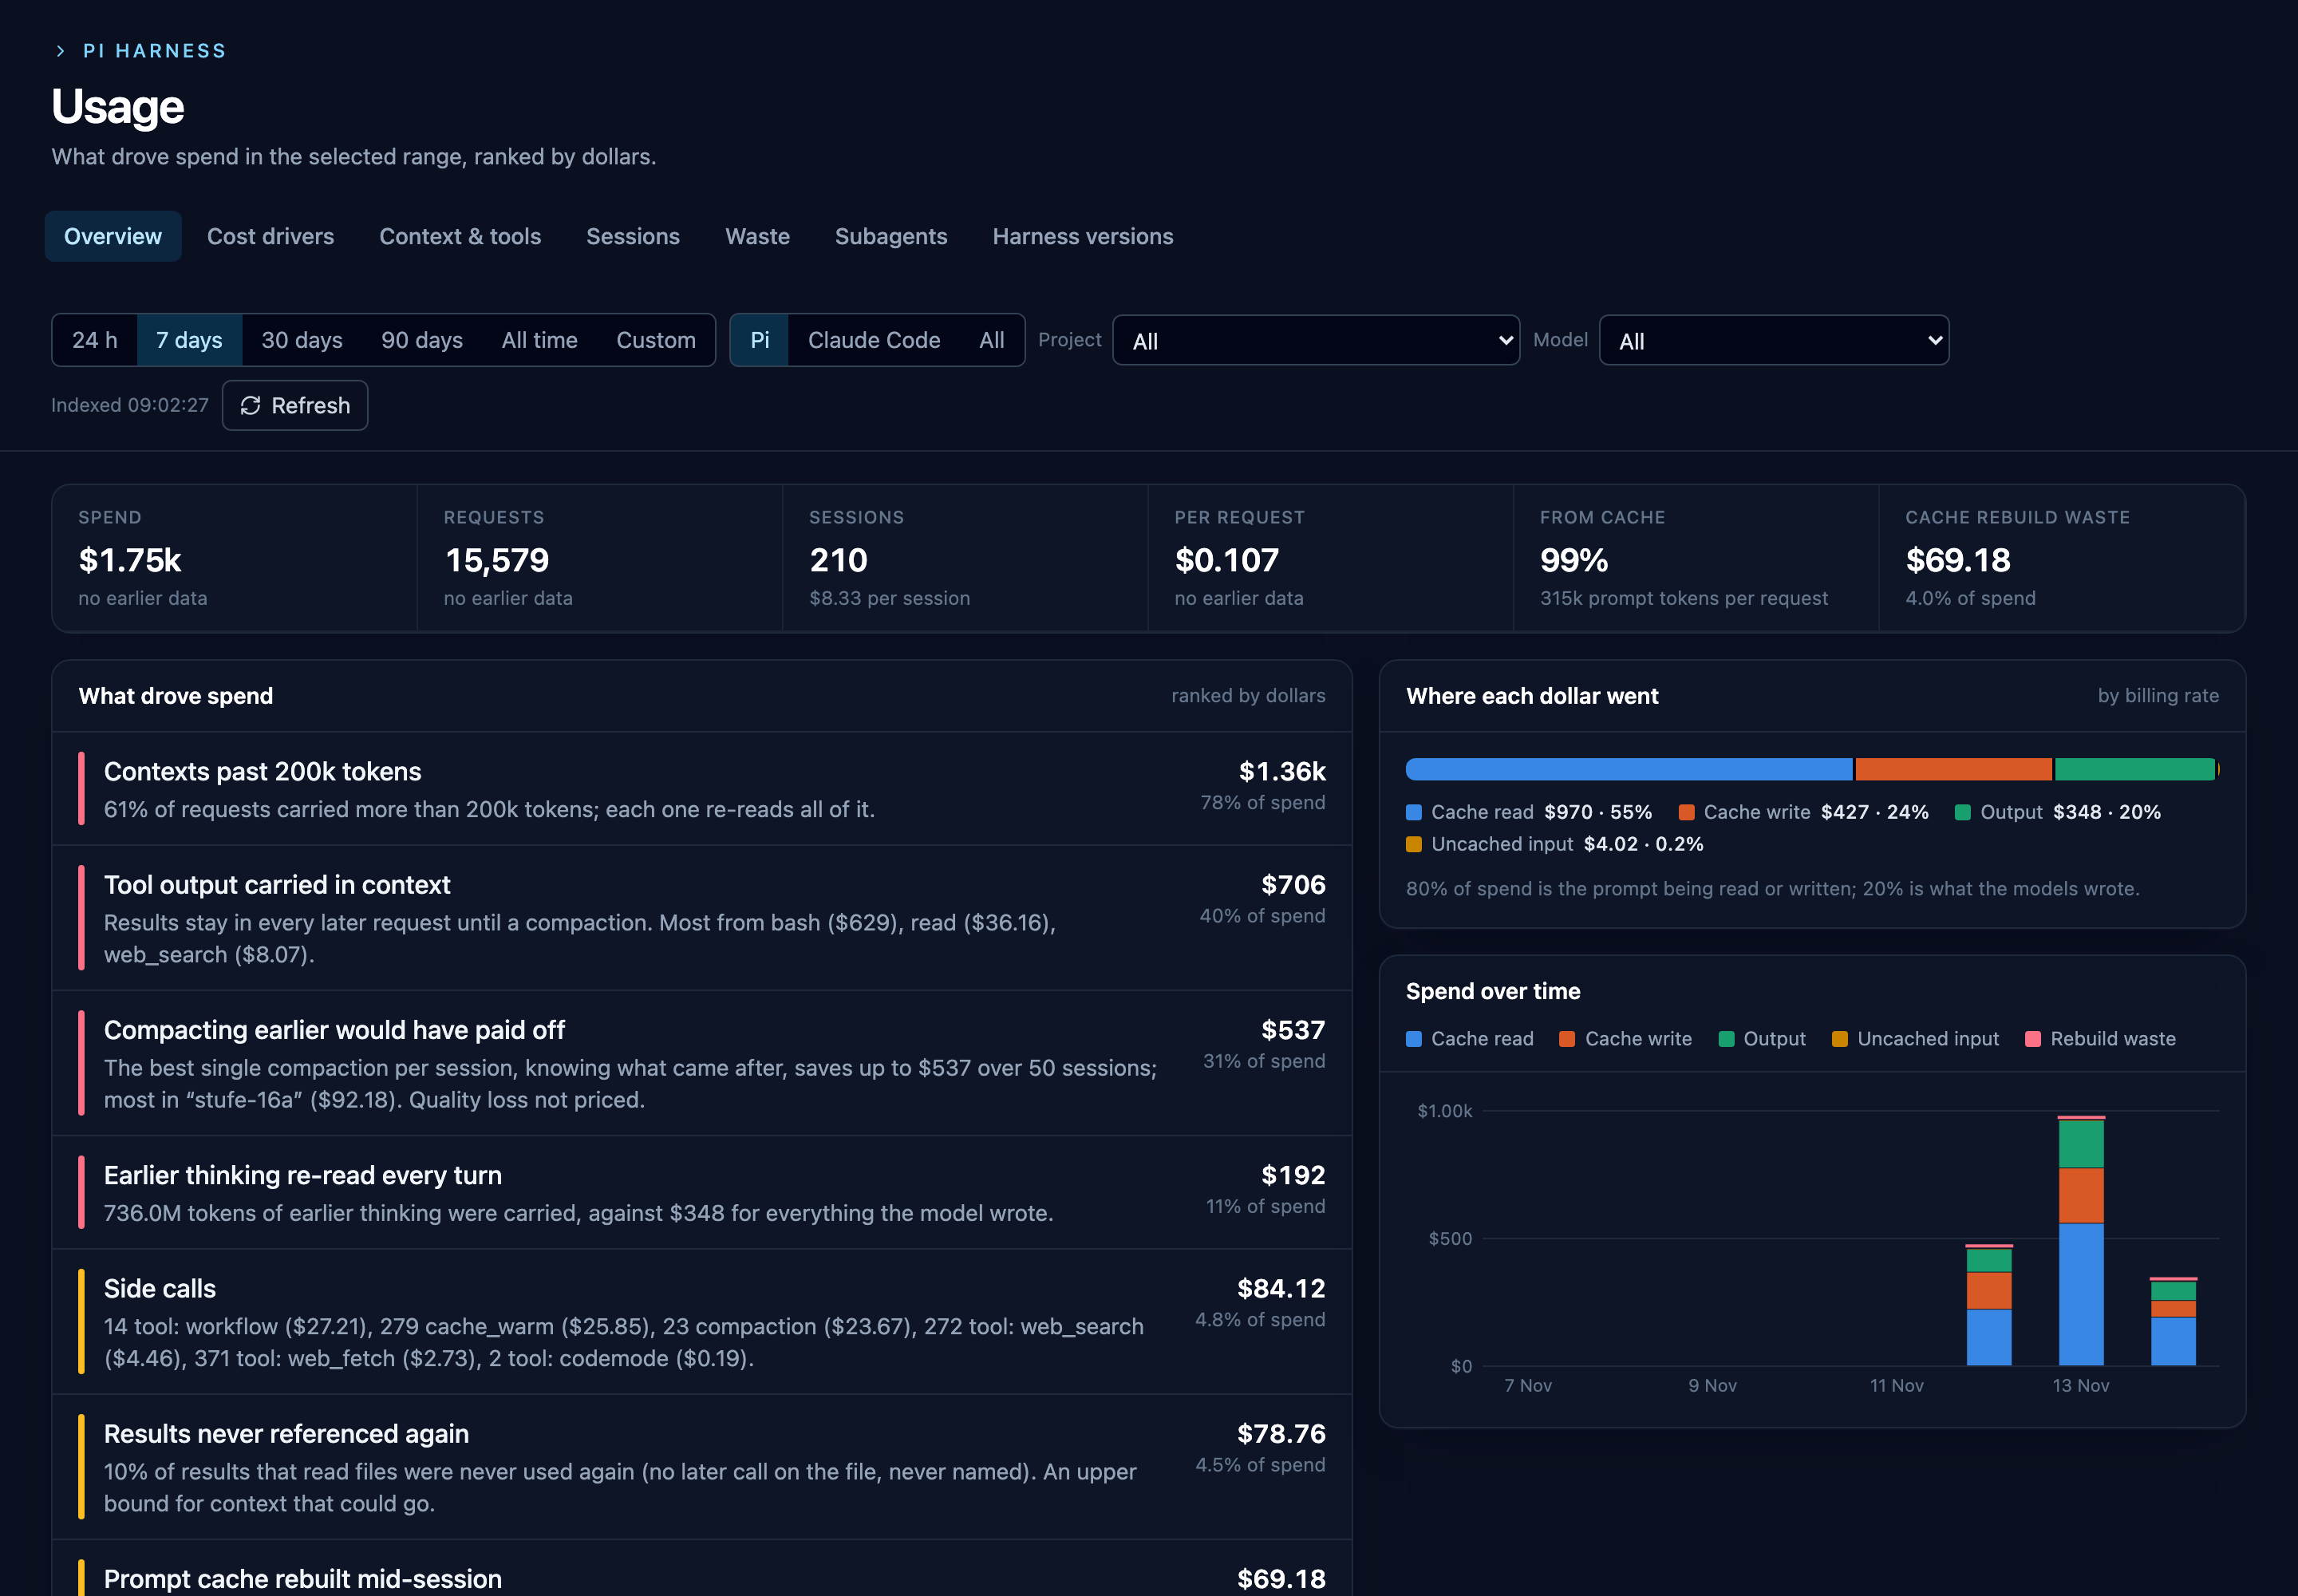 PI HARNESS
Usage
What drove spend in the selected range, ranked by dollars.
Overview Cost drivers Context & tools Sessions Waste Subagents Harness versions
24 h 7 days 30 days 90 days All time Custom Pi Claude Code All Project All Model All
Indexed 09:02:27 Refresh
SPEND
$1.75k
no earlier data
REQUESTS
15,579
no earlier data
SESSIONS
210
$8.33 per session
PER REQUEST
$0.107
no earlier data
FROM CACHE
99%
315k prompt tokens per request
CACHE REBUILD WASTE
$69.18
4.0% of spend
What drove spend ranked by dollars
Contexts past 200k tokens $1.36k
61% of requests carried more than 200k tokens; each one re-reads all of it. 78% of spend
Tool output carried in context $706
Results stay in every later request until a compaction. Most from bash ($629), read ($36.16), 40% of spend
web_search ($8.07).
Compacting earlier would have paid off $537
The best single compaction per session, knowing what came after, saves up to $537 over 50 sessions; 31% of spend
most in “stufe-16a” ($92.18). Quality loss not priced.
Earlier thinking re-read every turn $192
736.0M tokens of earlier thinking were carried, against $348 for everything the model wrote. 11% of spend
Side calls $84.12
14 tool: workflow ($27.21), 279 cache_warm ($25.85), 23 compaction ($23.67), 272 tool: web_search 4.8% of spend
($4.46), 371 tool: web_fetch ($2.73), 2 tool: codemode ($0.19).
Results never referenced again $78.76
10% of results that read files were never used again (no later call on the file, never named). An upper 4.5% of spend
bound for context that could go.
Prompt cache rebuilt mid-session $69.18
Where each dollar went by billing rate
Cache read $970 · 55% Cache write $427 · 24% Output $348 · 20%
Uncached input $4.02 · 0.2%
80% of spend is the prompt being read or written; 20% is what the models wrote.
Spend over time
Cache read Cache write Output Uncached input Rebuild waste
$1.00k
$500
$0
7 Nov 9 Nov 11 Nov 13 Nov